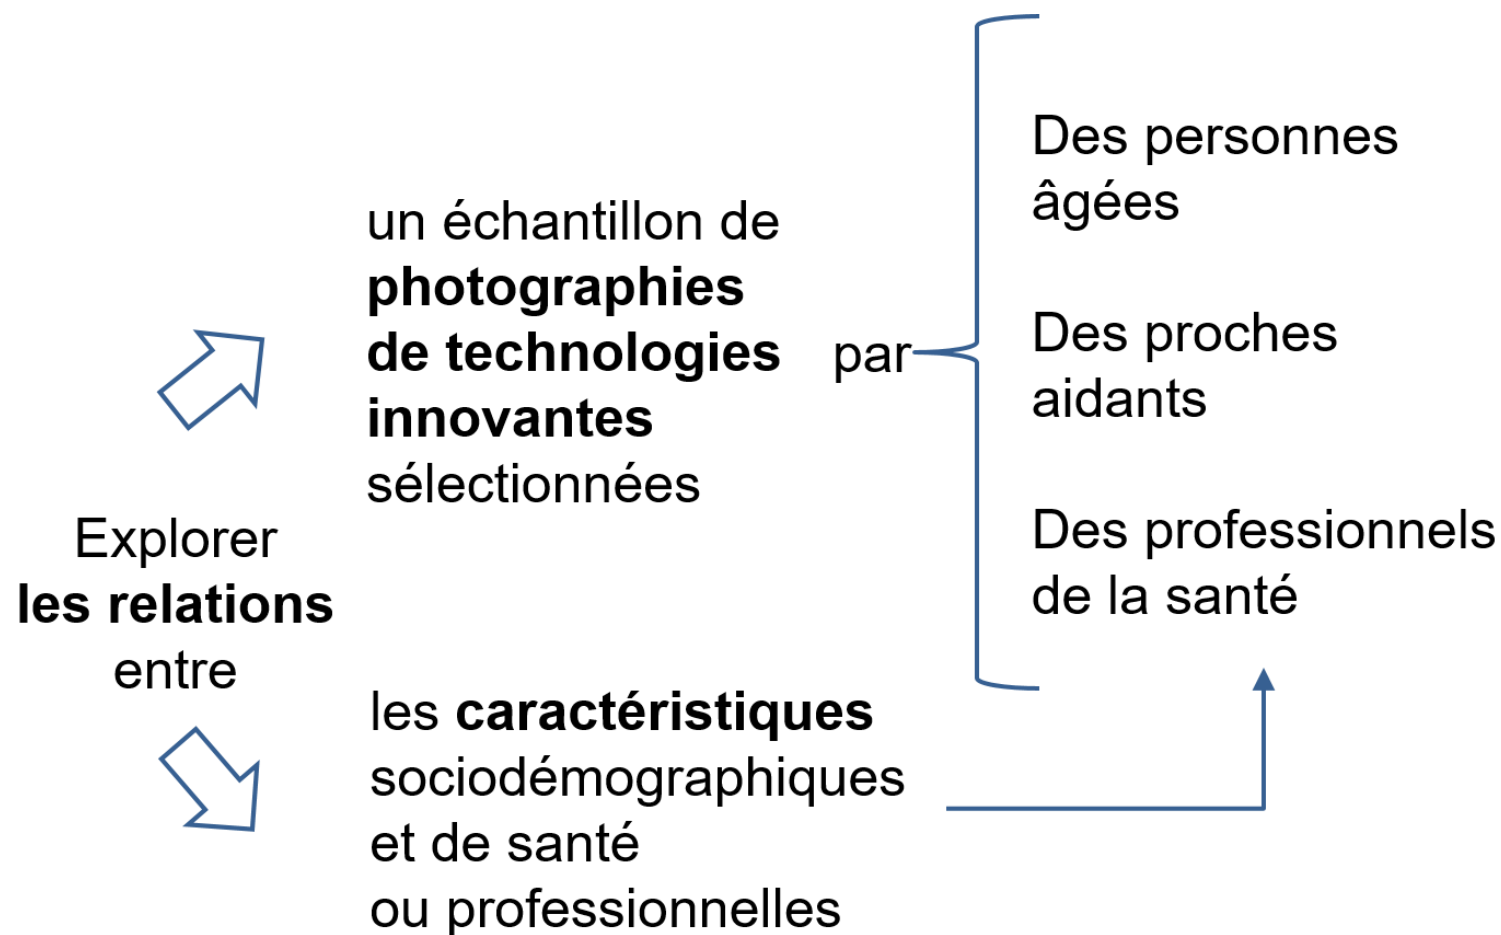 Explorer
les relations
entre
un échantillon de
photographies
de technologies
innovantes
sélectionnées
par
Des personnes
âgées
Des proches
aidants
Des professionnels
de la santé
les caractéristiques
sociodémographiques
et de santé
ou professionnelles